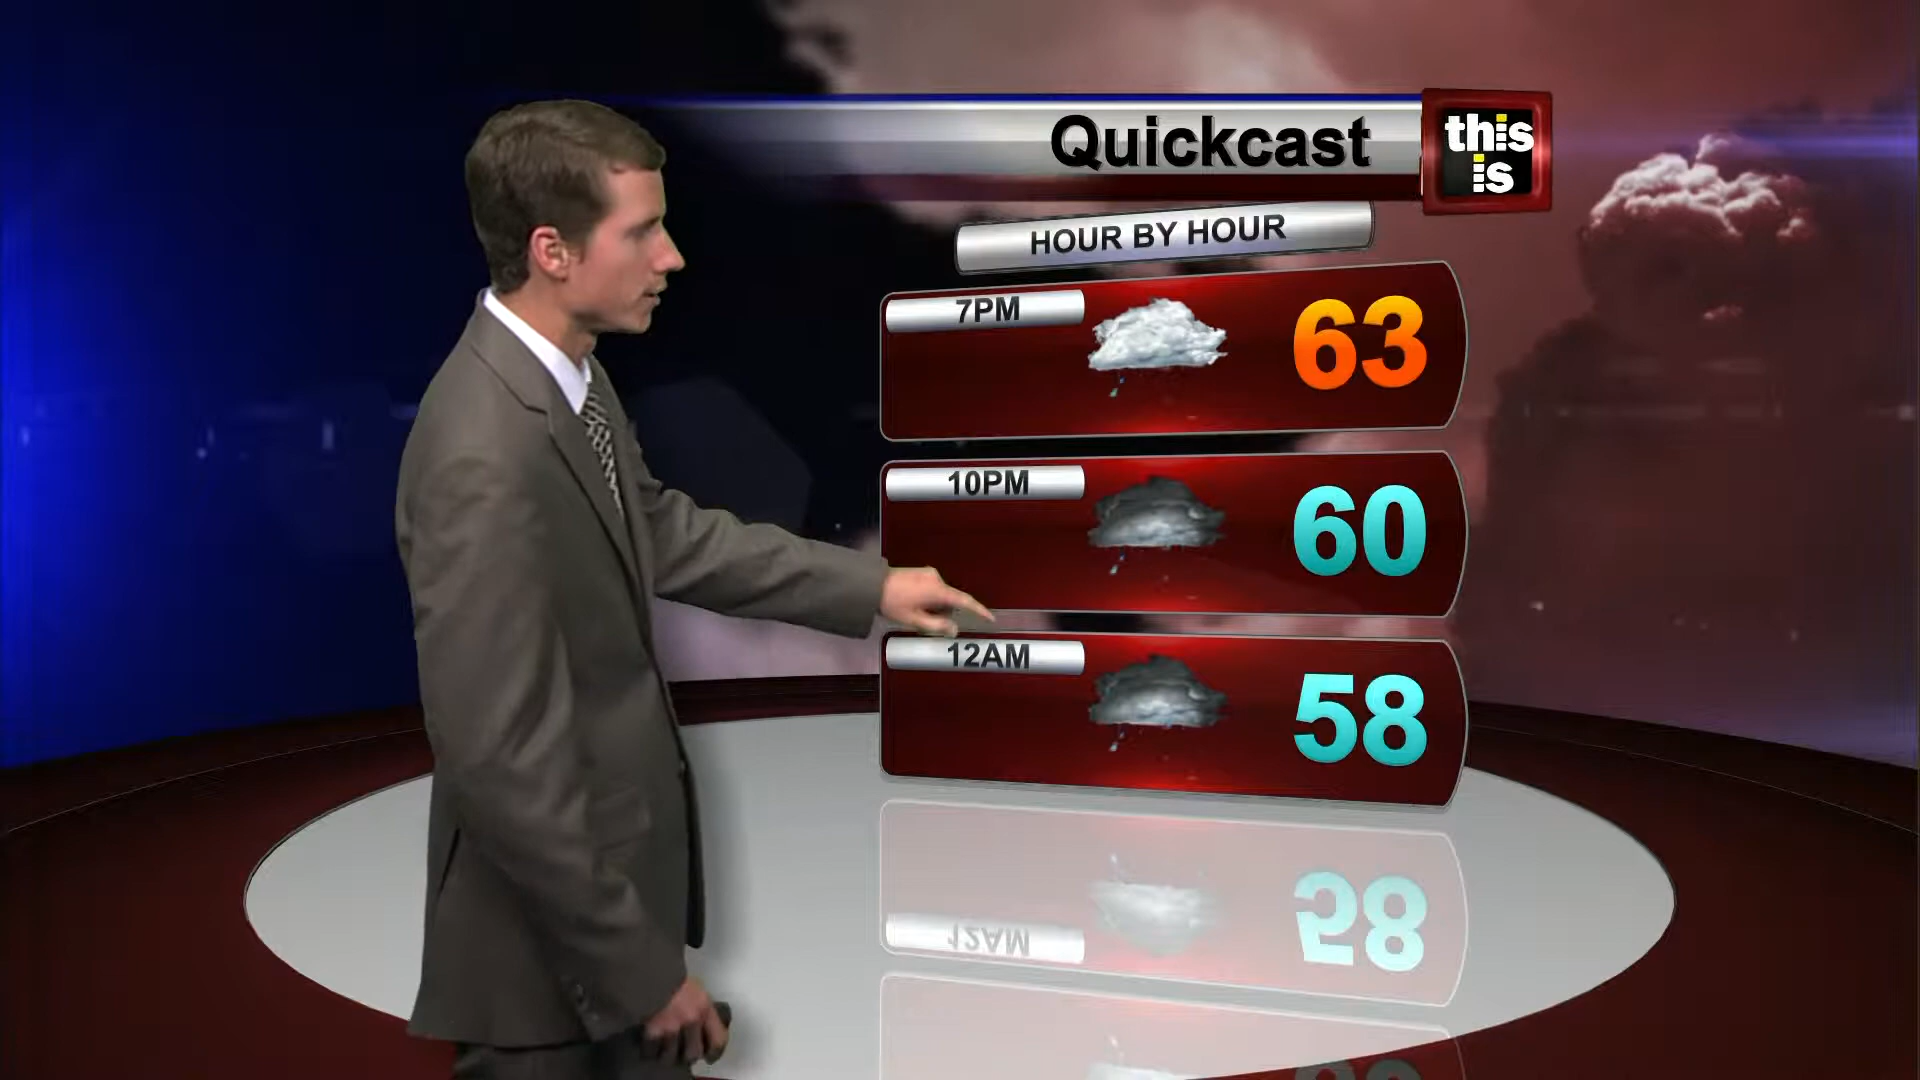 Quickcast
this
is
HOUR BY HOUR
7PM
63
10PM
60
12AM
58
12AM
58